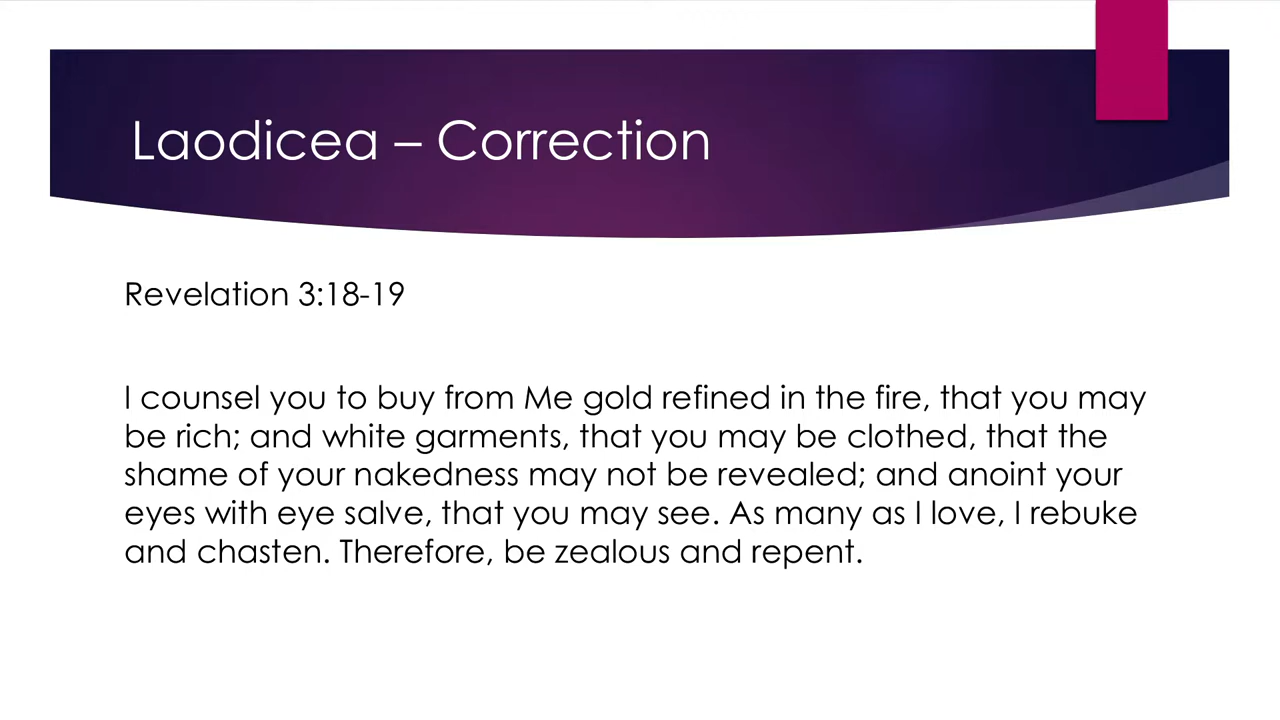 Laodicea – Correction
Revelation 3:18-19
I counsel you to buy from Me gold refined in the fire, that you may
be rich; and white garments, that you may be clothed, that the
shame of your nakedness may not be revealed; and anoint your
eyes with eye salve, that you may see. As many as I love, I rebuke
and chasten. Therefore, be zealous and repent.